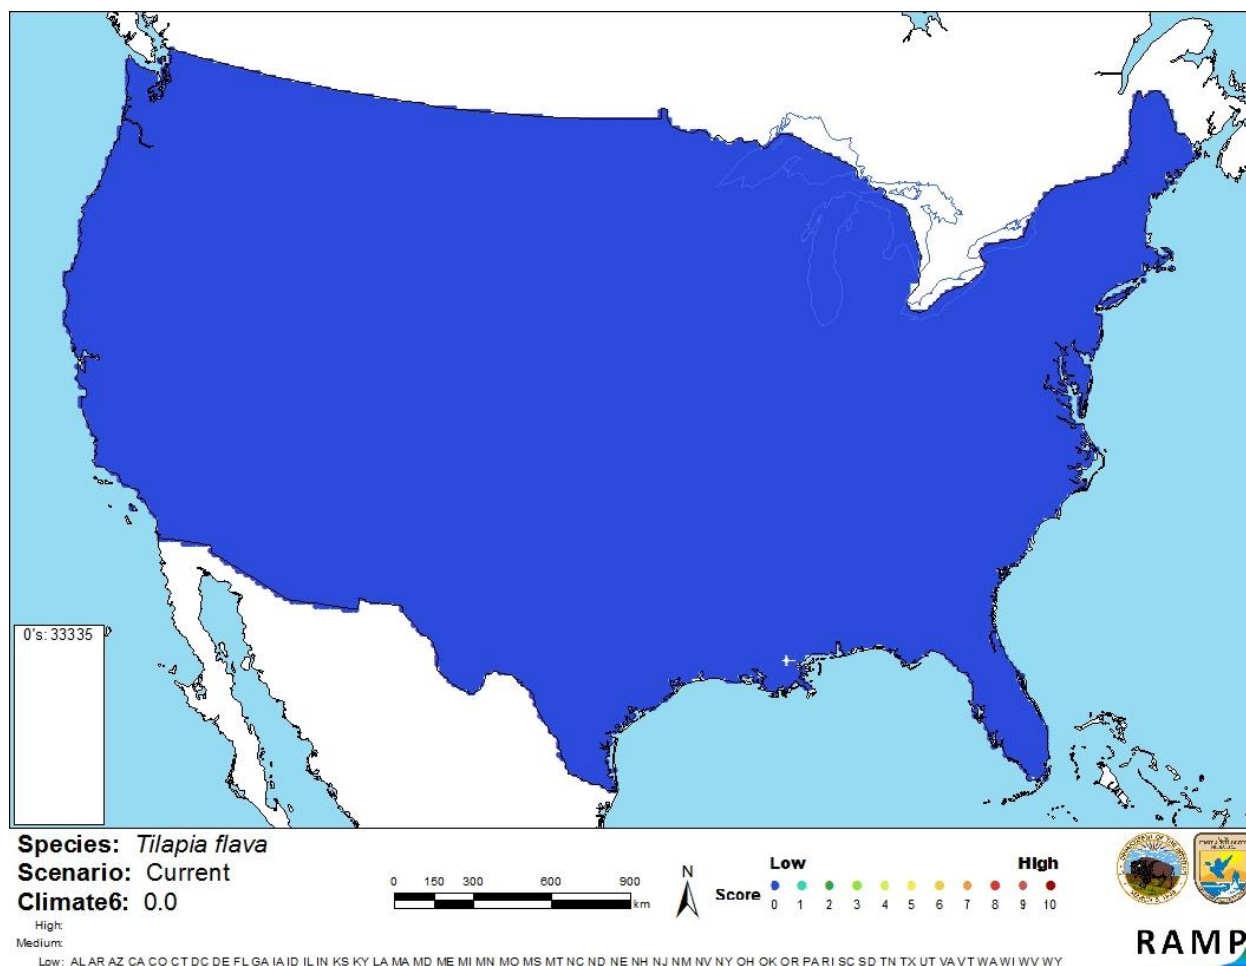 0's: 33335
Species: Tilapia flava
Scenario: Current
Climate6: 0.0
High:
Medium:
Low: AL AR AZ CA CO CT DC DE FL GA IA ID IL IN KS KY LA MA MD ME MI MN MO MS MT NC ND NE NH NJ NM NV NY OH OK OR PA RI SC SD TN TX UT VA VT WA WI WV WY
0 150 300 600 900
km
N
Low High
Score
0 1 2 3 4 5 6 7 8 9 10
RAMP